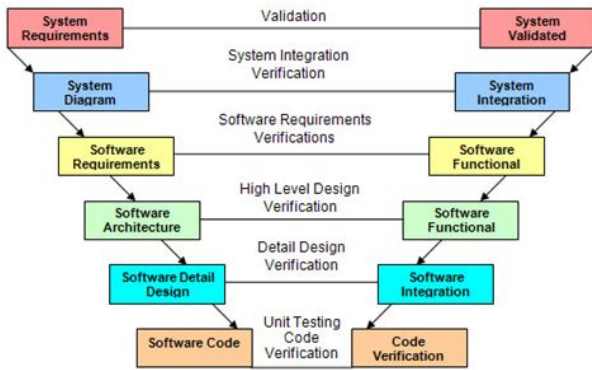 System
Requirements
Validation
System
Validated
System Integration
Verification
System
Diagram
System
Integration
Software Requirements
Verifications
Software
Requirements
Software
Functional
High Level Design
Verification
Software
Architecture
Software
Functional
Detail Design
Verification
Software Detail
Design
Software
Integration
Unit Testing
Code
Verification
Software Code
Code
Verification